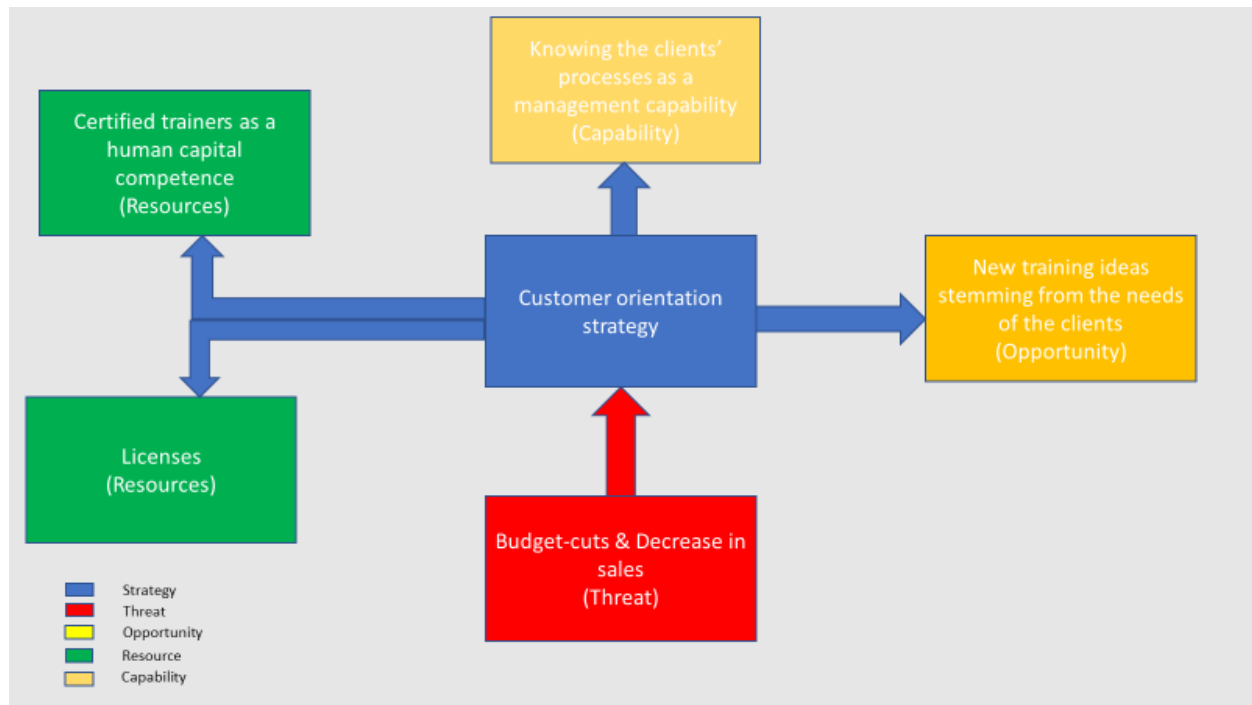 Knowing the clients’
processes as a
management capability
(Capability)
Certified trainers as a
human capital
competence
(Resources)
Customer orientation
strategy
New training ideas
stemming from the needs
of the clients
(Opportunity)
Licenses
(Resources)
Budget-cuts & Decrease in
sales
(Threat)
Strategy
Threat
Opportunity
Resource
Capability